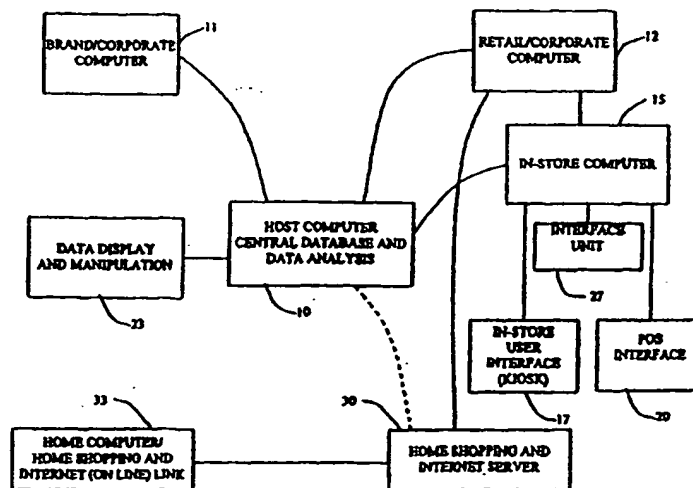 11
BRAND/CORPORATE
COMPUTER
RETAIL/CORPORATE
COMPUTER
12
15
IN-STORE COMPUTER
HOST COMPUTER
CENTRAL DATABASE AND
DATA ANALYSIS
10
DATA DISPLAY
AND MANIPULATION
23
INTERFACE
UNIT
27
IN-STORE
USER
INTERFACE
(KIOSK)
17
POS
INTERFACE
20
33
HOME COMPUTER/
HOME SHOPPING AND
INTERNET (ON LINE) LINK
30
HOME SHOPPING AND
INTERNET SERVER